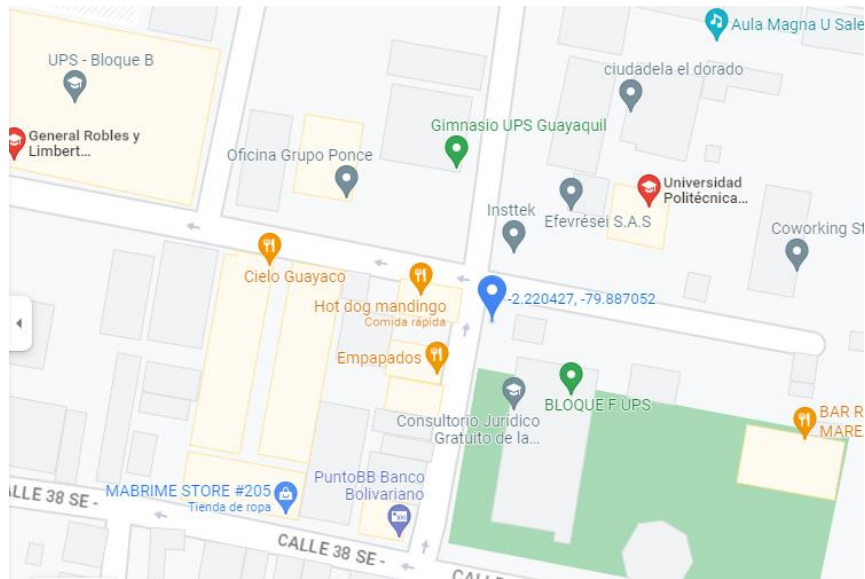 Aula Magna U Sale
UPS - Bloque B
ciudadela el dorado
General Robles y
Limbert...
Gimnasio UPS Guayaquil
Oficina Grupo Ponce
Universidad
Politécnica...
Insttek
Efevrései S.A.S
Coworking St
Cielo Guayaco
Hot dog mandingo
Comida rápida
-2.220427, -79.887052
Empapados
BLOQUE F UPS
Consultorio Jurídico
Gratuito de la...
BAR R
MARE
PuntoBB Banco
Bolivariano
MABRIME STORE #205
Tienda de ropa
ALLE 38 SE -
CALLE 38 SE -
CALL